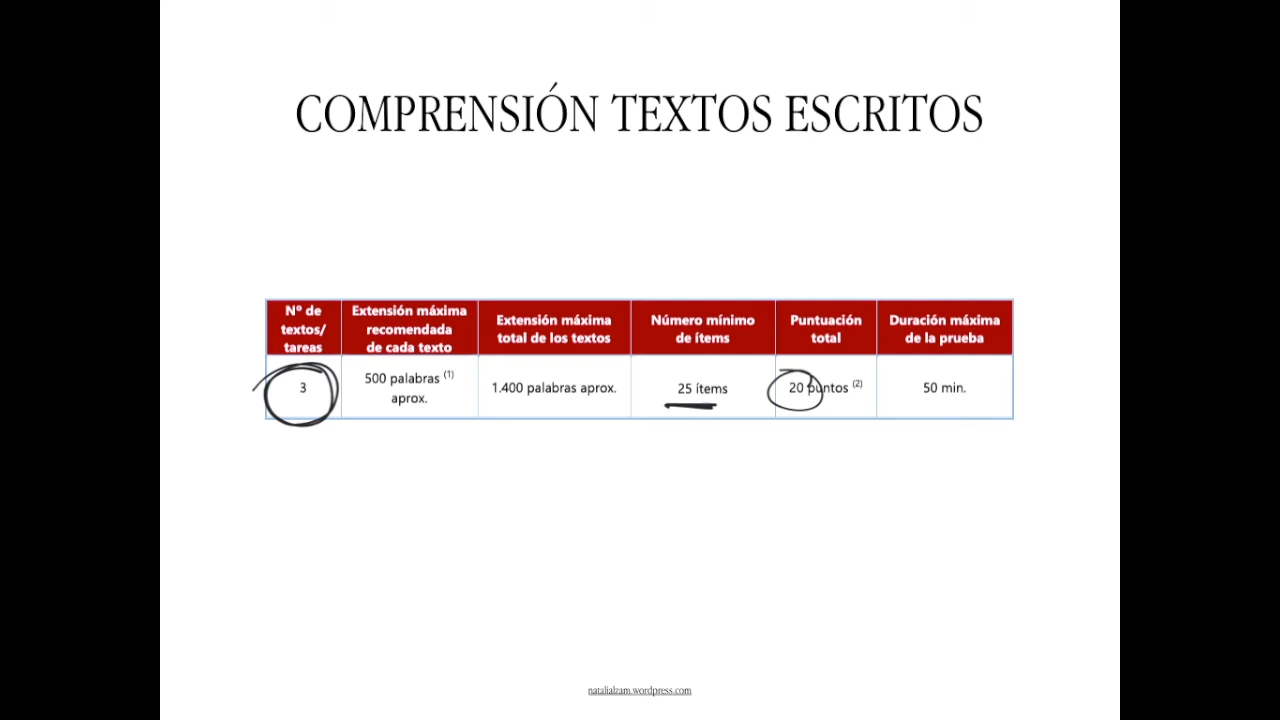 COMPRENSIÓN TEXTOS ESCRITOS
Nº de
textos/
tareas
Extensión máxima
recomendada
de cada texto
Extensión máxima
total de los textos
Número mínimo
de ítems
Puntuación
total
Duración máxima
de la prueba
3
500 palabras (1)
aprox.
1.400 palabras aprox.
25 ítems
20 puntos (2)
50 min.
natalialzam.wordpress.com